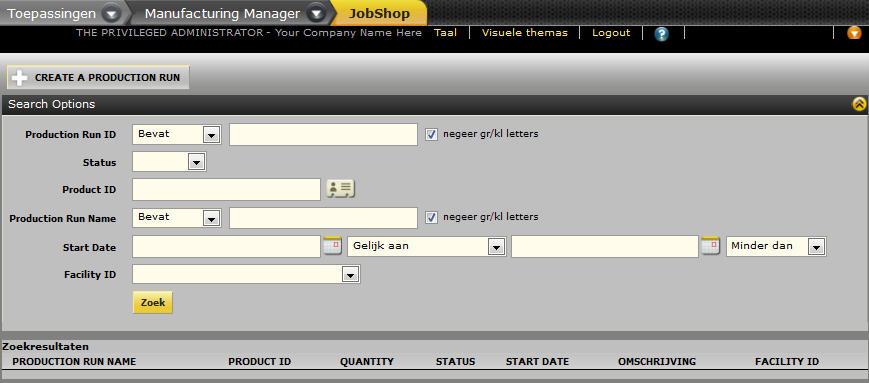 Toepassingen Manufacturing Manager JobShop
THE PRIVILEGED ADMINISTRATOR - Your Company Name Here Taal Visuele themas Logout ?
CREATE A PRODUCTION RUN
Search Options
Production Run ID Bevat negeer gr/kl letters
Status
Product ID
Production Run Name Bevat negeer gr/kl letters
Start Date Gelijk aan Minder dan
Facility ID
Zoek
Zoekresultaten
PRODUCTION RUN NAME PRODUCT ID QUANTITY STATUS START DATE OMSCHRIJVING FACILITY ID